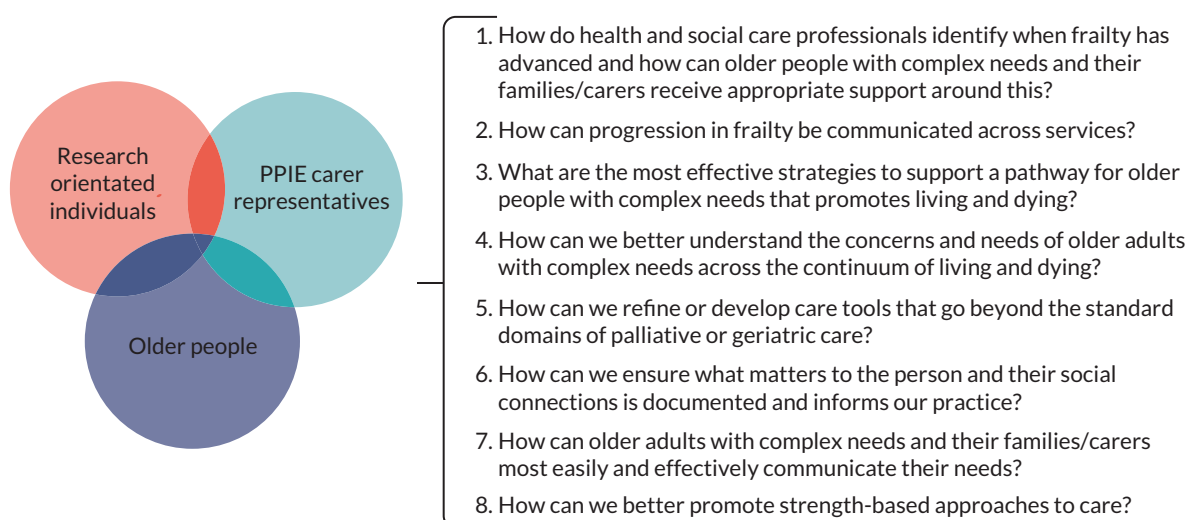 Research
orientated
individuals
PPIE carer
representatives
Older people
1. How do health and social care professionals identify when frailty has
advanced and how can older people with complex needs and their
families/carers receive appropriate support around this?
2. How can progression in frailty be communicated across services?
3. What are the most effective strategies to support a pathway for older
people with complex needs that promotes living and dying?
4. How can we better understand the concerns and needs of older adults
with complex needs across the continuum of living and dying?
5. How can we refine or develop care tools that go beyond the standard
domains of palliative or geriatric care?
6. How can we ensure what matters to the person and their social
connections is documented and informs our practice?
7. How can older adults with complex needs and their families/carers
most easily and effectively communicate their needs?
8. How can we better promote strength-based approaches to care?